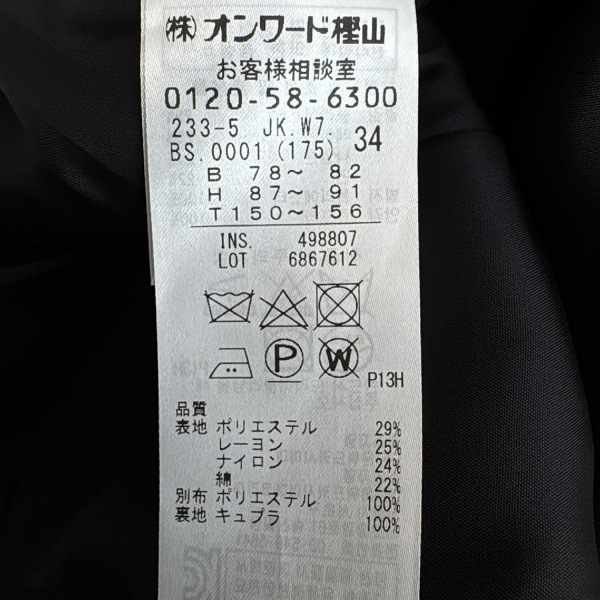 ㈱オンワード樫山
お客様相談室
0120-58-6300
233-5 JK.W7. 34
BS.0001 (175)
B 78〜 82
H 87〜 91
T150〜156
INS. 498807
LOT 6867612
P
W
P13H
品質
表地 ポリエステル 29%
レーヨン 25%
ナイロン 24%
綿 22%
別布 ポリエステル 100%
裏地 キュプラ 100%